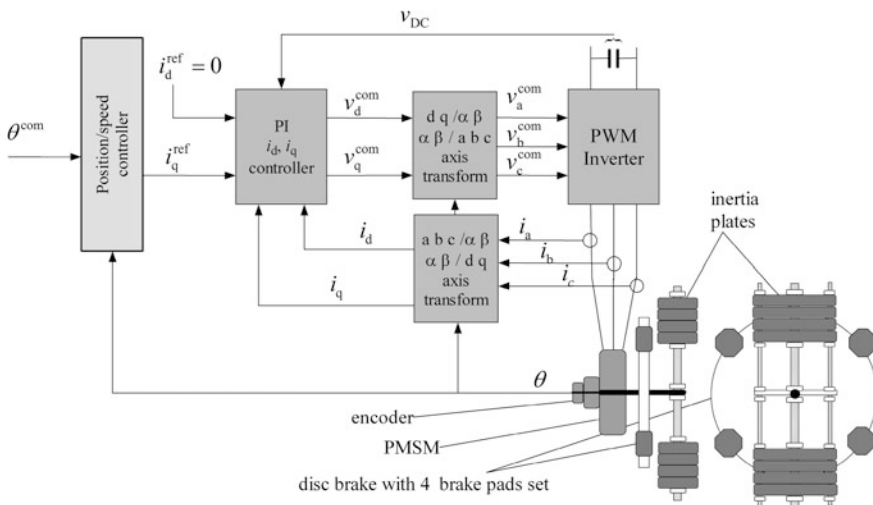 v_DC
i_d^ref = 0
θ^com
i_q^ref
Position/speed
controller
PI
i_d, i_q
controller
v_d^com
v_q^com
d q /α β
α β / a b c
axis
transform
v_a^com
v_b^com
v_c^com
PWM
Inverter
a b c /α β
α β / d q
axis
transform
i_d
i_q
i_a
i_b
i_c
inertia
plates
θ
encoder
PMSM
disc brake with 4 brake pads set